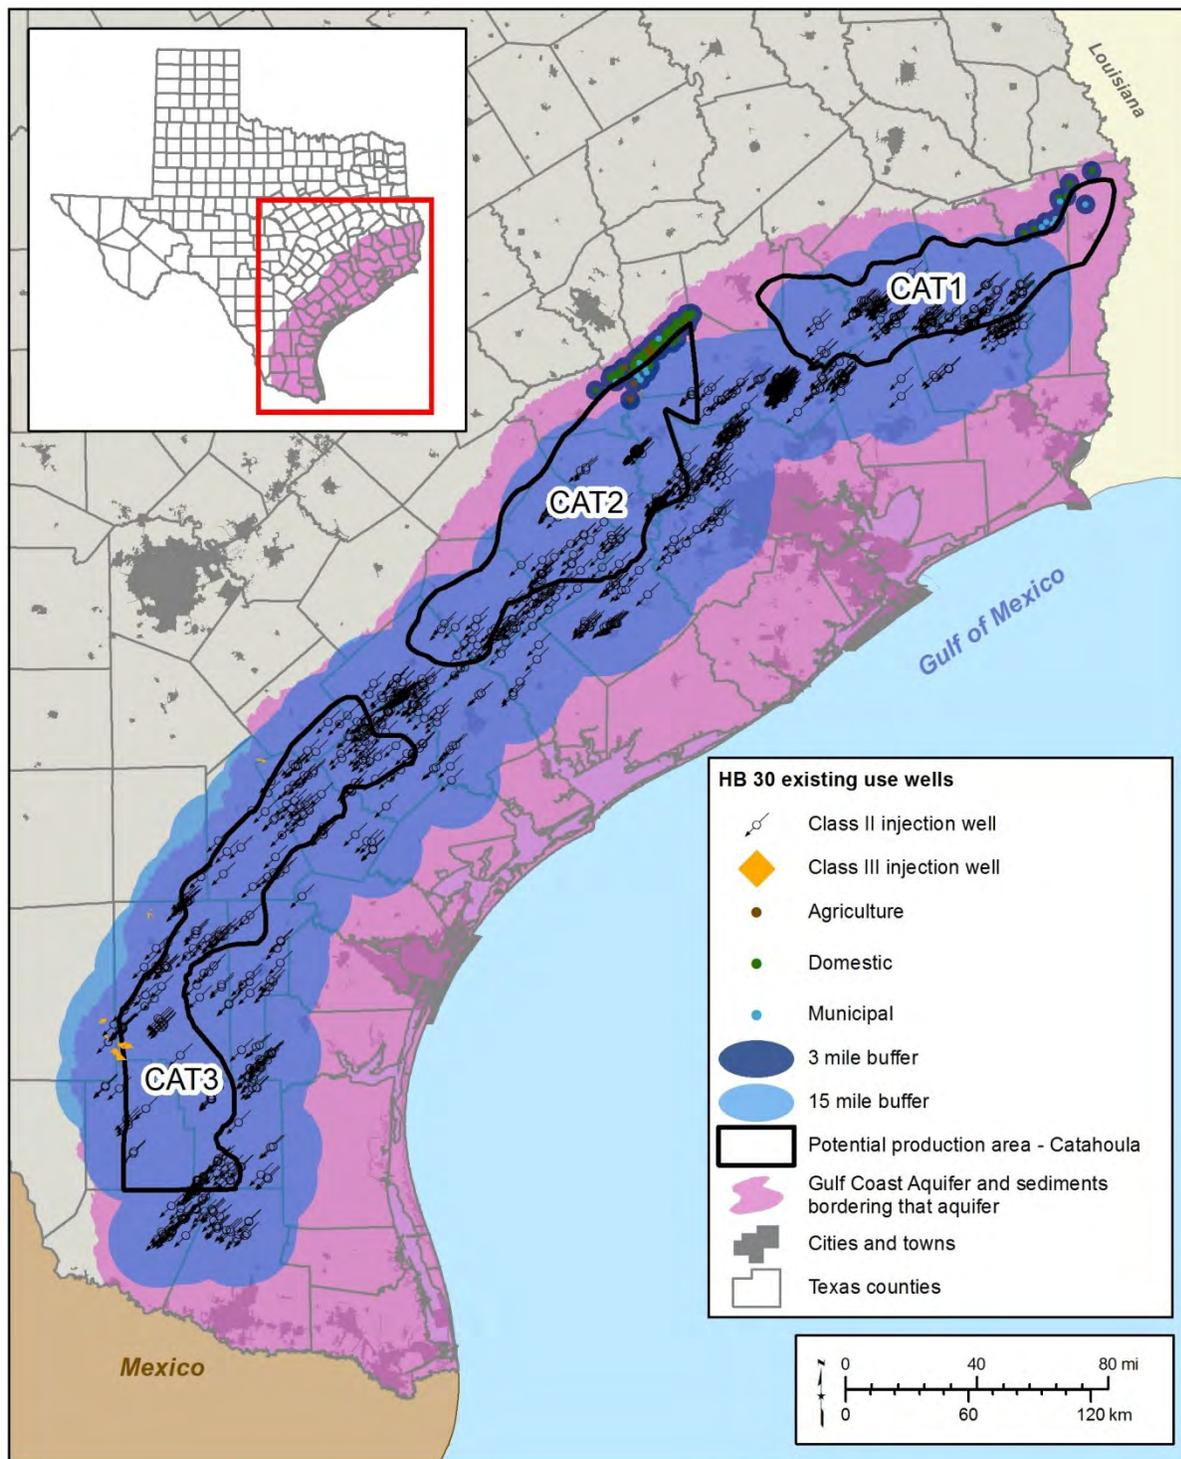 Louisiana
CAT1
CAT2
Gulf of Mexico
CAT3
Mexico
HB 30 existing use wells
Class II injection well
Class III injection well
Agriculture
Domestic
Municipal
3 mile buffer
15 mile buffer
Potential production area - Catahoula
Gulf Coast Aquifer and sediments
bordering that aquifer
Cities and towns
Texas counties
N
0 40 80 mi
0 60 120 km